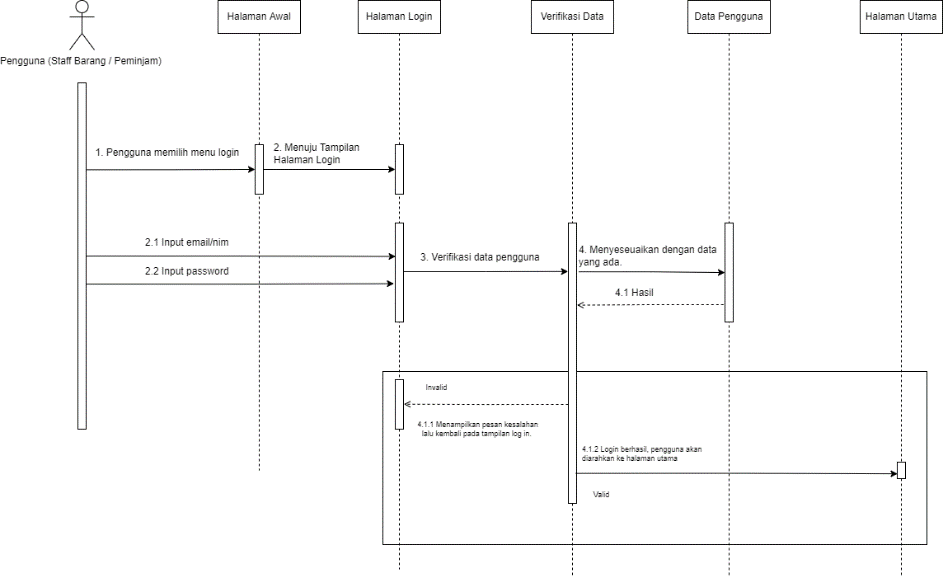 Halaman Awal
Halaman Login
Verifikasi Data
Data Pengguna
Halaman Utama
Pengguna (Staff Barang / Peminjam)
1. Pengguna memilih menu login
2. Menuju Tampilan
Halaman Login
2.1 Input email/nim
2.2 Input password
3. Verifikasi data pengguna
4. Menyeseuaikan dengan data
yang ada.
4.1 Hasil
Invalid
4.1.1 Menampilkan pesan kesalahan
lalu kembali pada tampilan log in.
4.1.2 Login berhasil, pengguna akan
diarahkan ke halaman utama
Valid